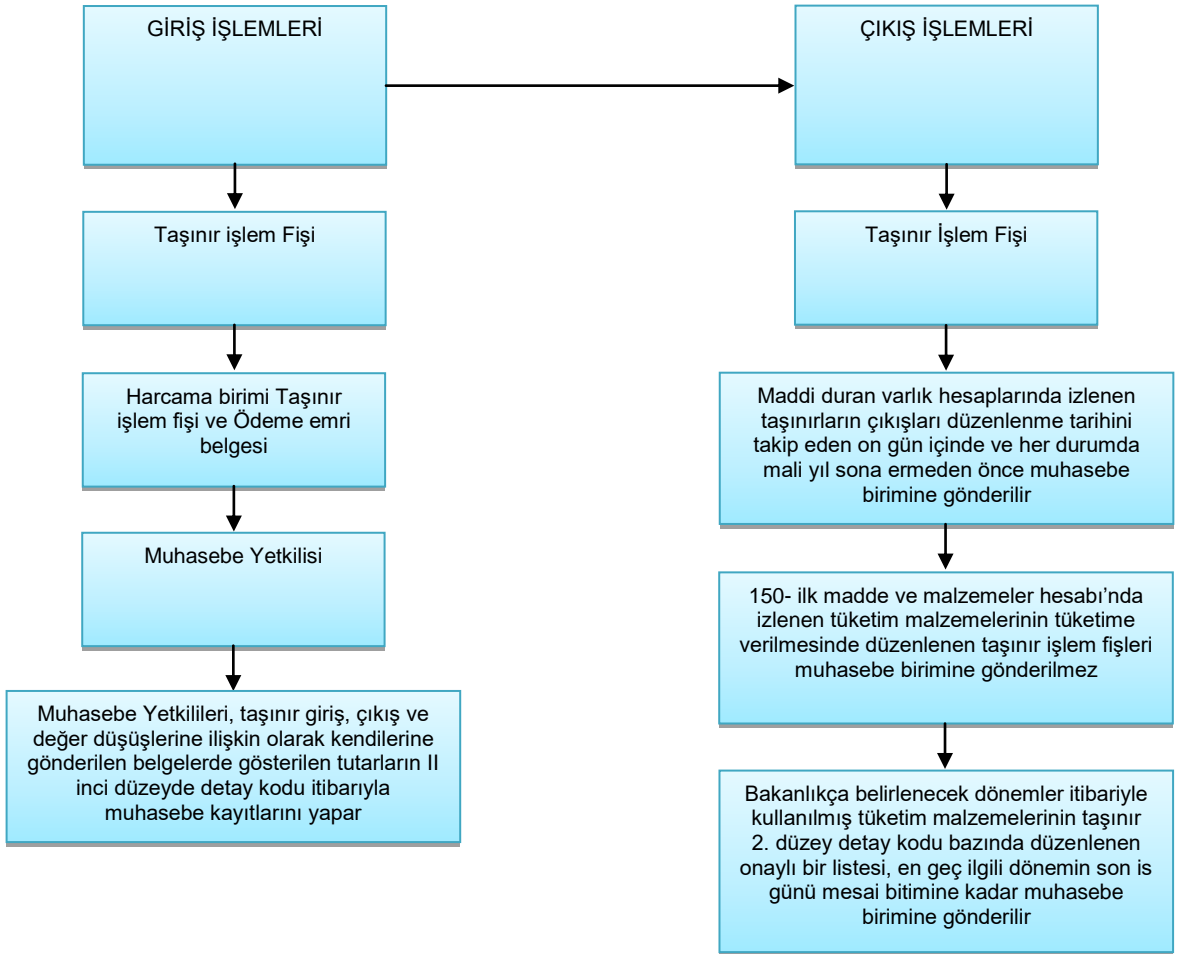 GİRİŞ İŞLEMLERİ
ÇIKIŞ İŞLEMLERİ
Taşınır işlem Fişi
Taşınır İşlem Fişi
Harcama birimi Taşınır
işlem fişi ve Ödeme emri
belgesi
Maddi duran varlık hesaplarında izlenen
taşınırların çıkışları düzenlenme tarihini
takip eden on gün içinde ve her durumda
mali yıl sona ermeden önce muhasebe
birimine gönderilir
Muhasebe Yetkilisi
150- ilk madde ve malzemeler hesabı’nda
izlenen tüketim malzemelerinin tüketime
verilmesinde düzenlenen taşınır işlem fişleri
muhasebe birimine gönderilmez
Muhasebe Yetkilileri, taşınır giriş, çıkış ve
değer düşüşlerine ilişkin olarak kendilerine
gönderilen belgelerde gösterilen tutarların II
inci düzeyde detay kodu itibarıyla
muhasebe kayıtlarını yapar
Bakanlıkça belirlenecek dönemler itibariyle
kullanılmış tüketim malzemelerinin taşınır
2. düzey detay kodu bazında düzenlenen
onaylı bir listesi, en geç ilgili dönemin son is
günü mesai bitimine kadar muhasebe
birimine gönderilir